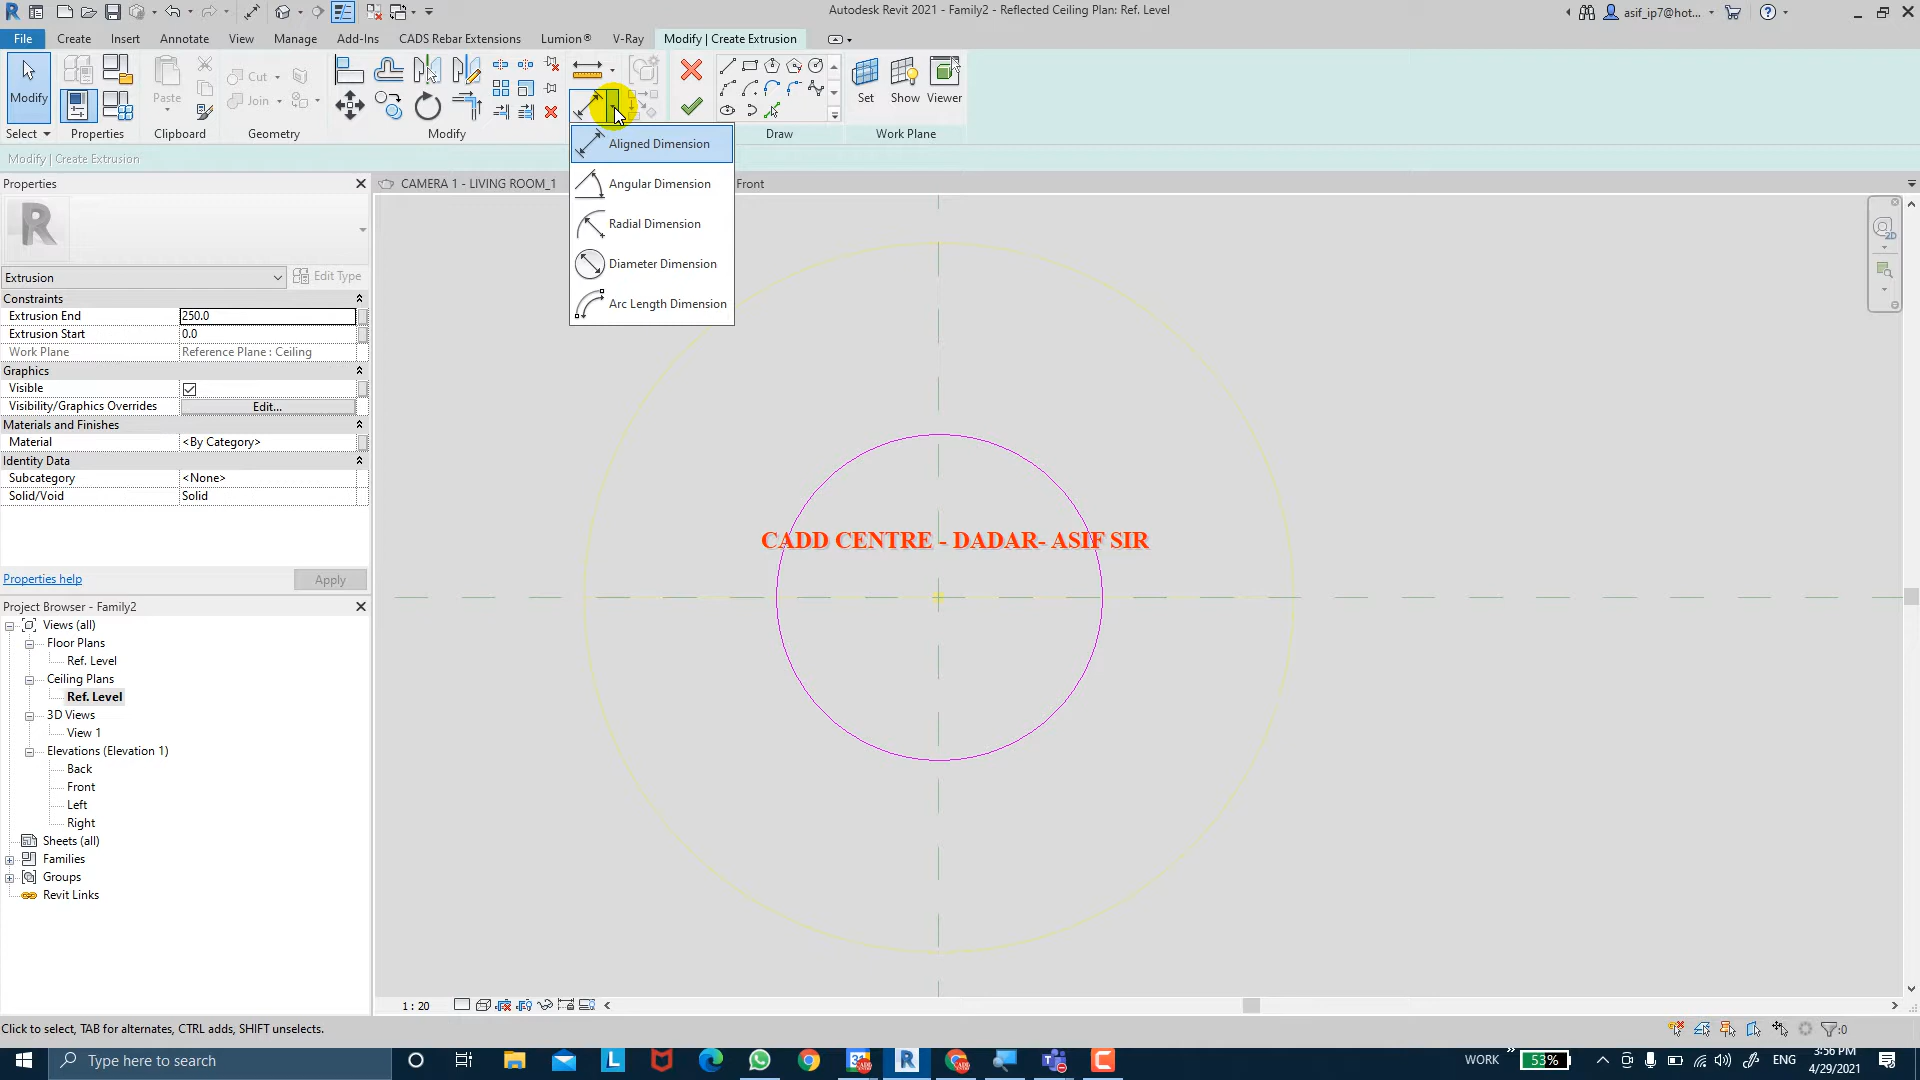 Autodesk Revit 2021 - Family2 - Reflected Ceiling Plan: Ref. Level
asif_ip7@hot...
File
Create
Insert
Annotate
View
Manage
Add-Ins
CADS Rebar Extensions
Lumion®
V-Ray
Modify | Create Extrusion
Modify
Cut
Join
Set
Show
Viewer
Select
Properties
Clipboard
Geometry
Modify
Draw
Work Plane
Modify | Create Extrusion
Aligned Dimension
Angular Dimension
Radial Dimension
Diameter Dimension
Arc Length Dimension
Properties
CAMERA 1 - LIVING ROOM_1
Front
R
Extrusion
Edit Type
Constraints
Extrusion End 250.0
Extrusion Start 0.0
Work Plane Reference Plane : Ceiling
Graphics
Visible
Visibility/Graphics Overrides Edit...
Materials and Finishes
Material <By Category>
Identity Data
Subcategory <None>
Solid/Void Solid
Properties help
Apply
CADD CENTRE - DADAR- ASIF SIR
Project Browser - Family2
Views (all)
Floor Plans
Ref. Level
Ceiling Plans
Ref. Level
3D Views
View 1
Elevations (Elevation 1)
Back
Front
Left
Right
Sheets (all)
Families
Groups
Revit Links
1 : 20
Click to select, TAB for alternates, CTRL adds, SHIFT unselects.
:0
Type here to search
WORK
53%
ENG
3:56 PM
4/29/2021